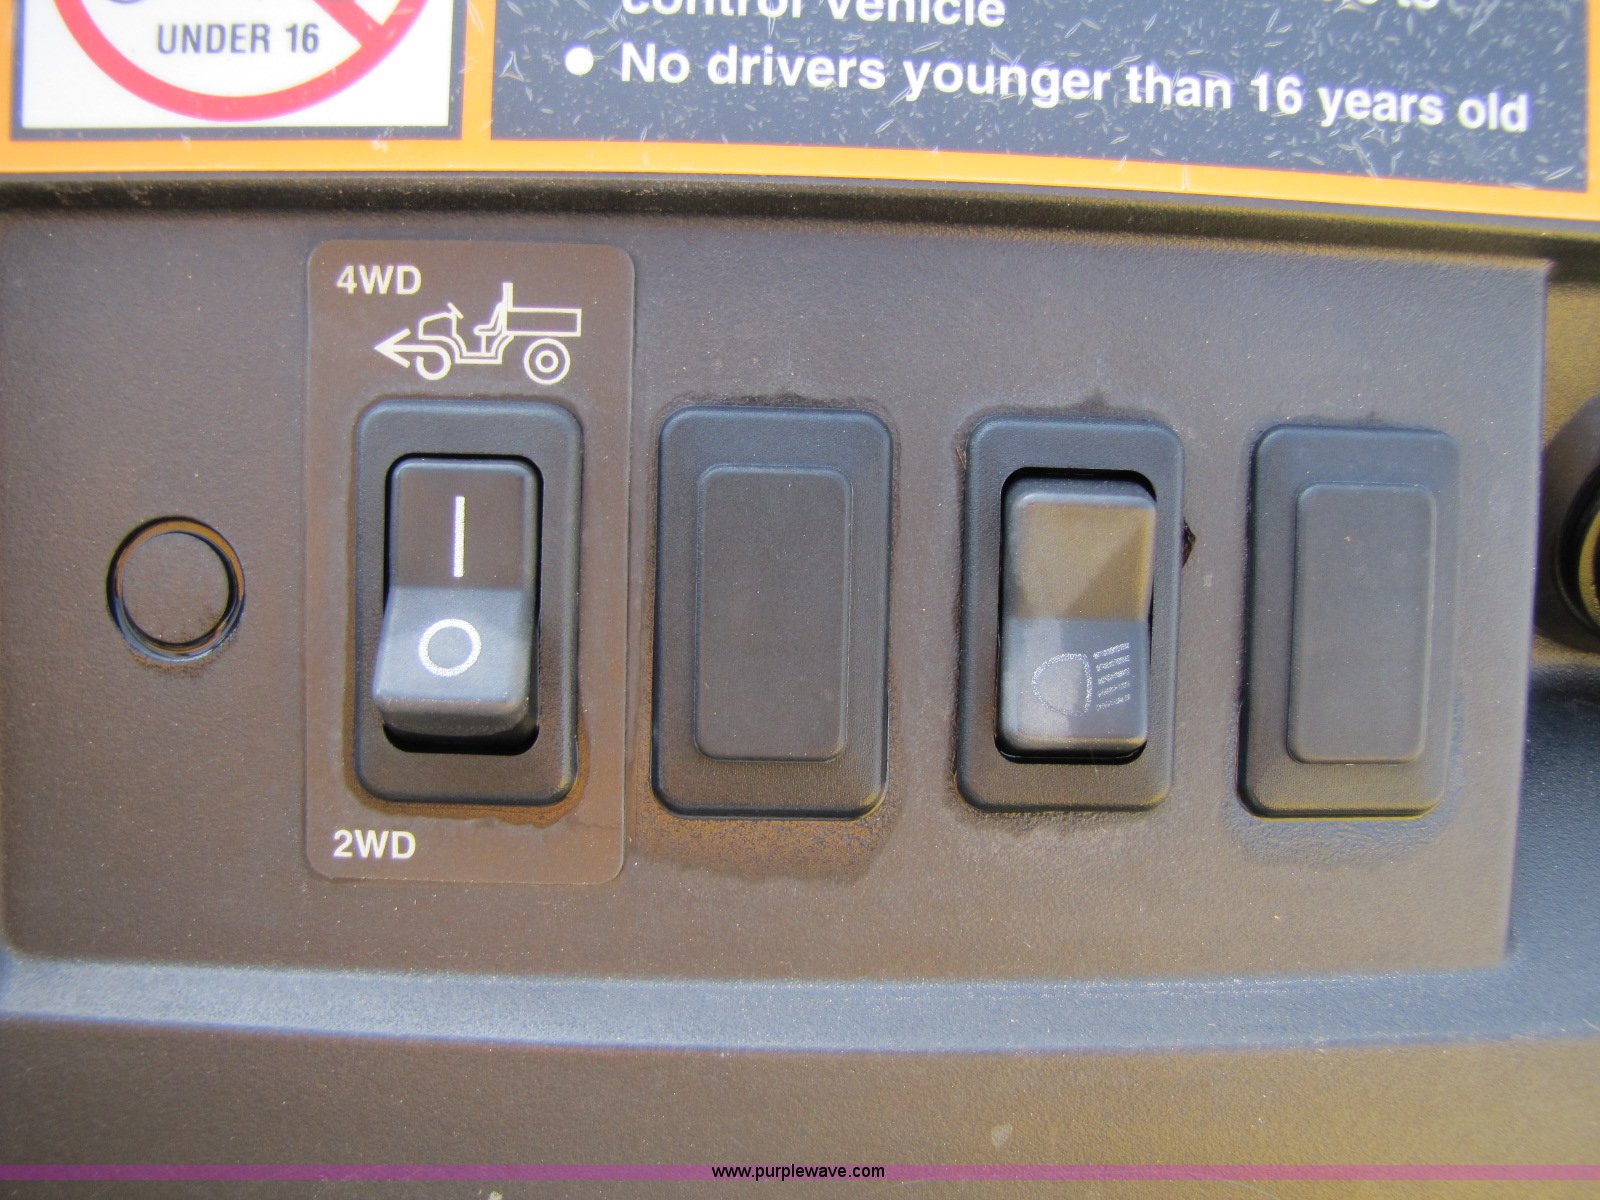 UNDER 16
control vehicle
● No drivers younger than 16 years old
4WD
2WD
www.purplewave.com